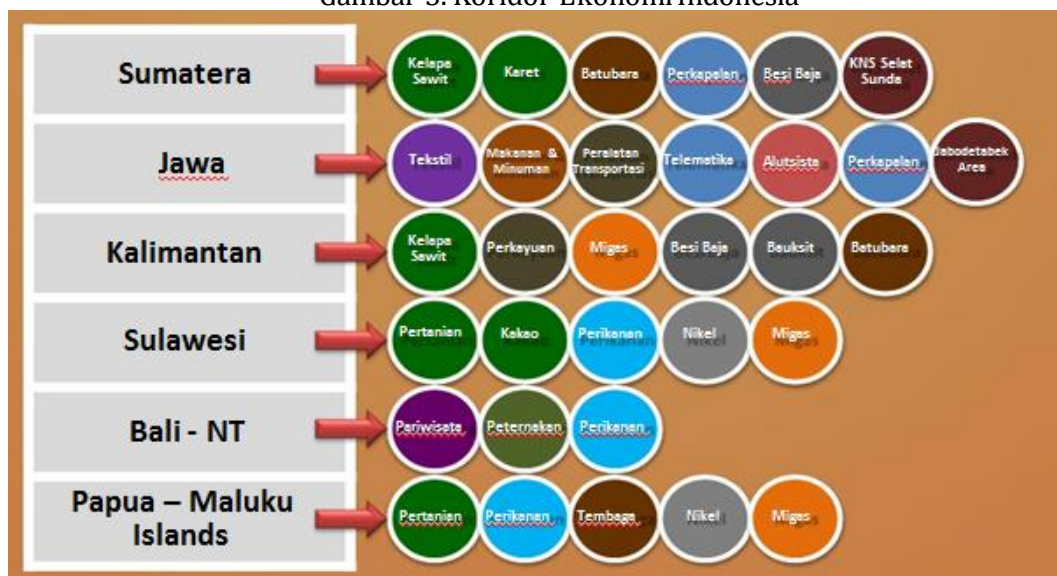 Gambar 3. Koridor Ekonomi Indonesia
Sumatera
Kelapa
Sawit
Karet
Batubara
Perkapalan
Besi Baja
KNS Selat
Sunda
Jawa
Tekstil
Makanan &
Minuman
Peralatan
Transportasi
Telematika
Alutsista
Perkapalan
Jabodetabek
Area
Kalimantan
Kelapa
Sawit
Perkayuan
Migas
Besi Baja
Bauksit
Batubara
Sulawesi
Pertanian
Kakao
Perikanan
Nikel
Migas
Bali - NT
Pariwisata
Peternakan
Perikanan
Papua – Maluku
Islands
Pertanian
Perikanan
Tembaga
Nikel
Migas